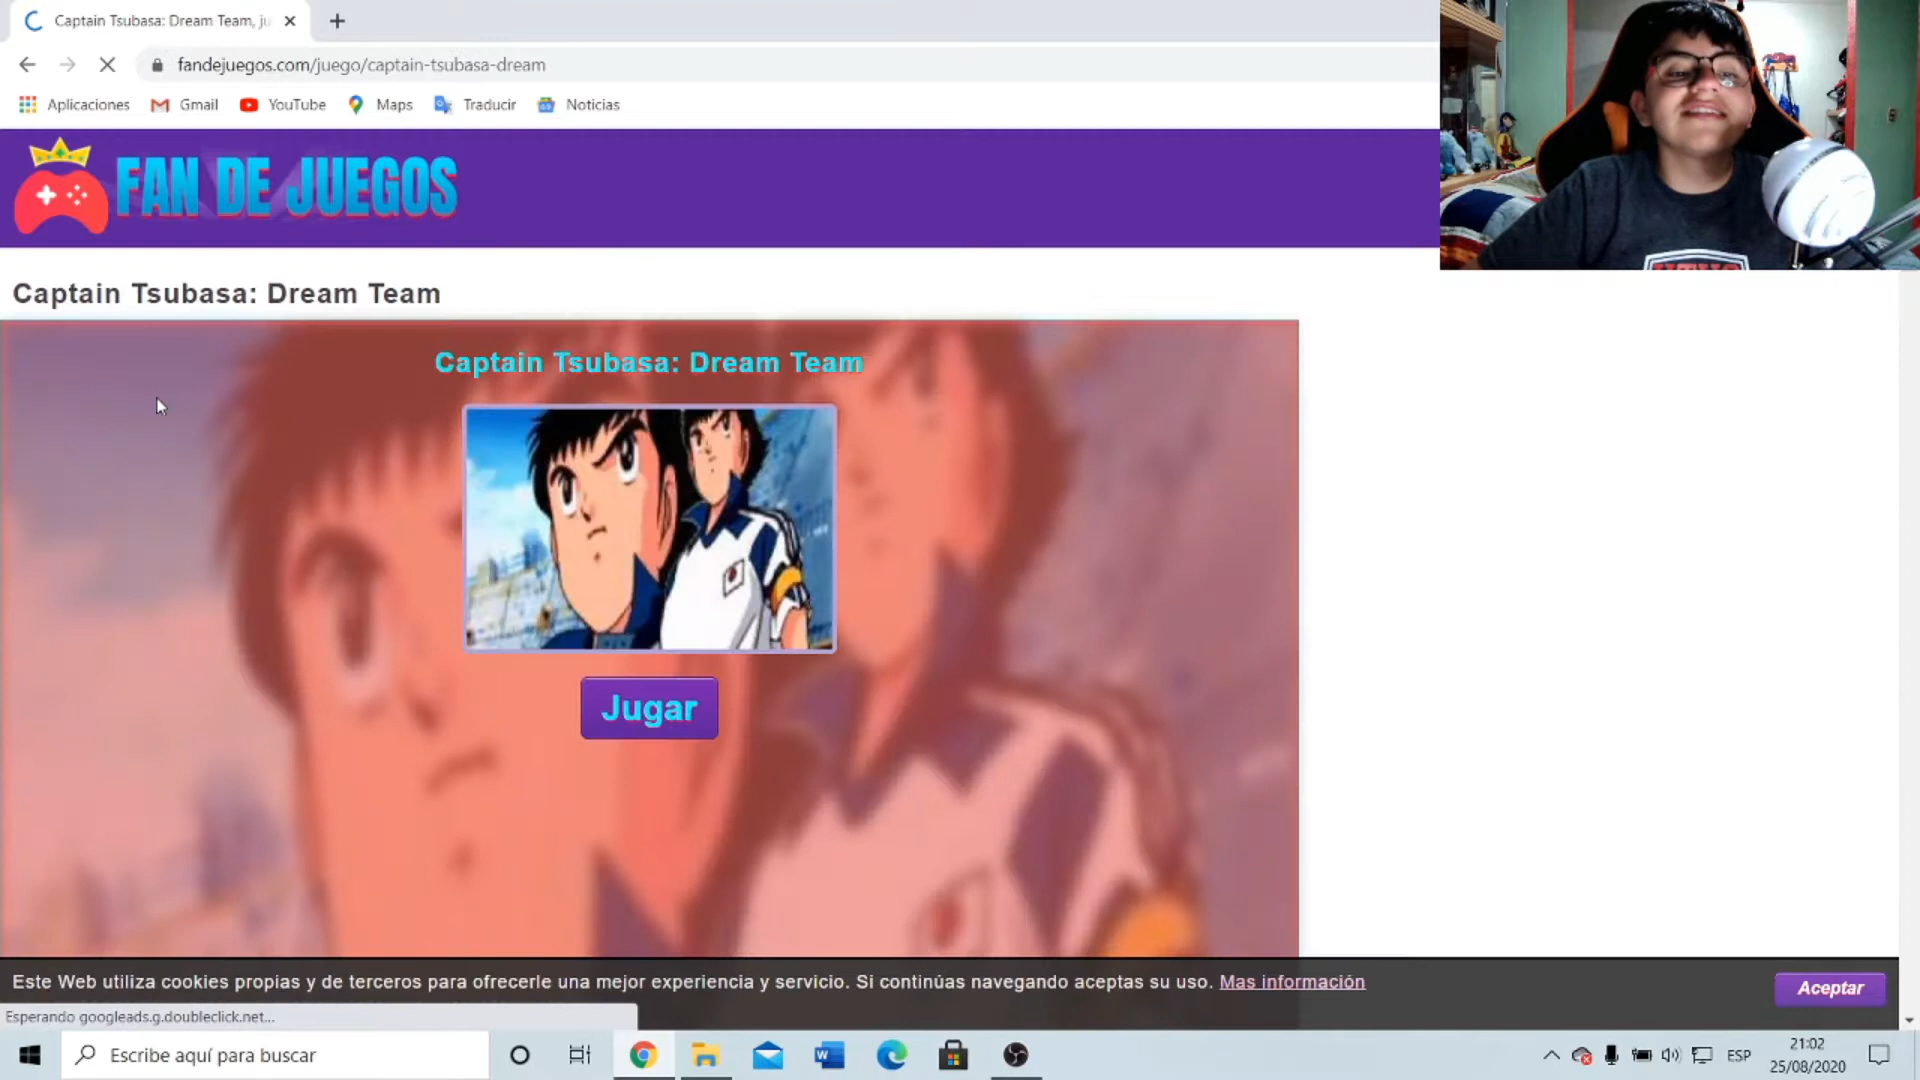 Captain Tsubasa: Dream Team, ju
fandejuegos.com/juego/captain-tsubasa-dream
Aplicaciones
Gmail
YouTube
Maps
Traducir
Noticias
FAN DE JUEGOS
Captain Tsubasa: Dream Team
Captain Tsubasa: Dream Team
Jugar
Este Web utiliza cookies propias y de terceros para ofrecerle una mejor experiencia y servicio. Si continúas navegando aceptas su uso. Mas información
Aceptar
Esperando googleads.g.doubleclick.net...
Escribe aquí para buscar
ESP
21:02
25/08/2020